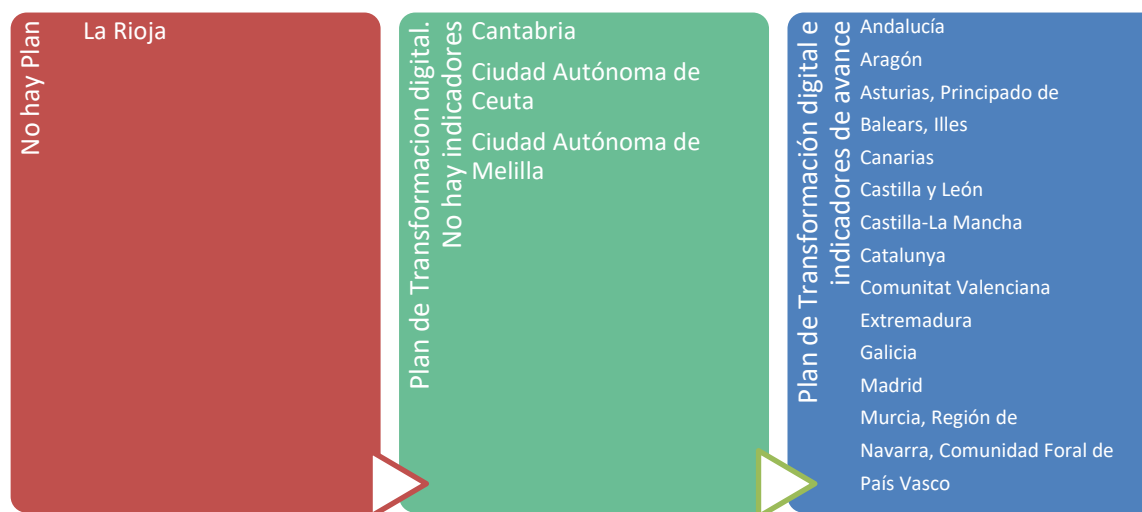 No hay Plan
La Rioja
Plan de Transformacion digital.
No hay indicadores
Cantabria
Ciudad Autónoma de
Ceuta
Ciudad Autónoma de
Melilla
Plan de Transformación digital e
indicadores de avance
Andalucía
Aragón
Asturias, Principado de
Balears, Illes
Canarias
Castilla y León
Castilla-La Mancha
Catalunya
Comunitat Valenciana
Extremadura
Galicia
Madrid
Murcia, Región de
Navarra, Comunidad Foral de
País Vasco